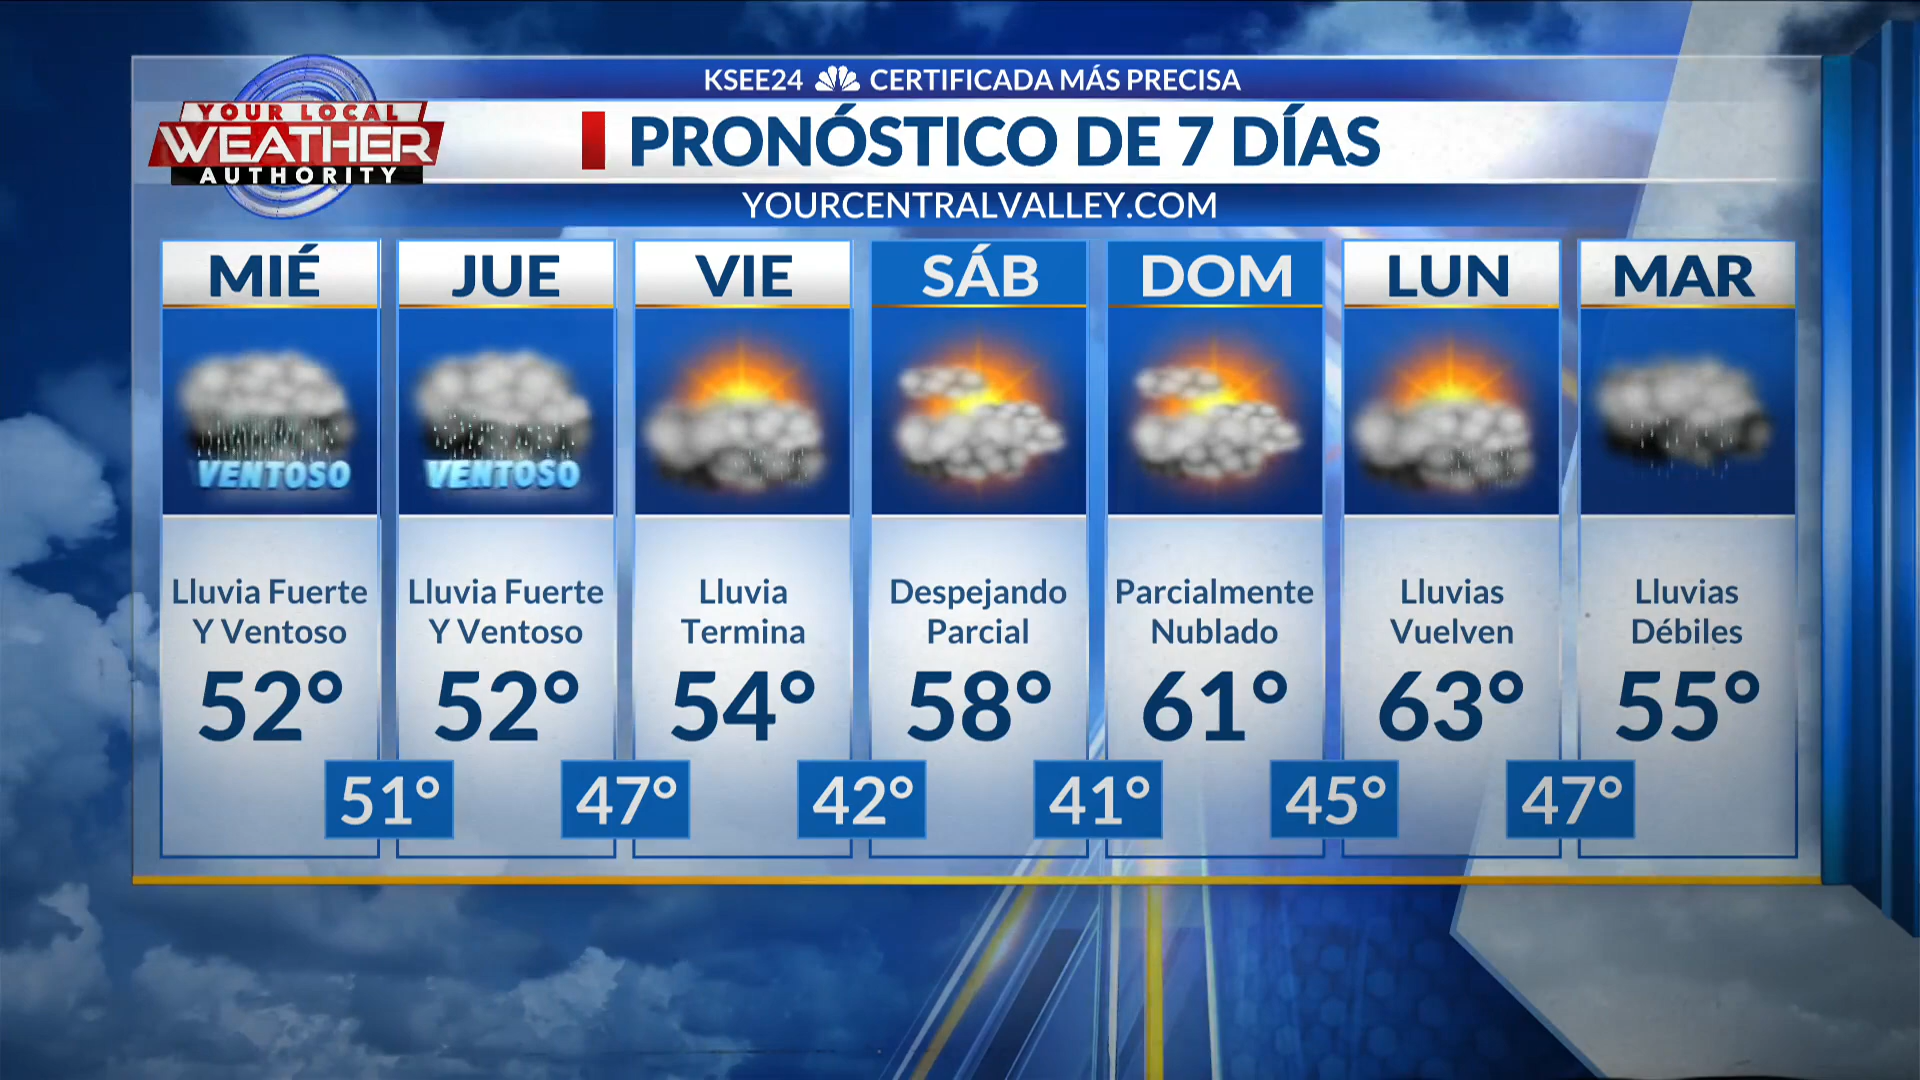 YOUR LOCAL
WEATHER
AUTHORITY
KSEE24 CERTIFICADA MÁS PRECISA
PRONÓSTICO DE 7 DÍAS
YOURCENTRALVALLEY.COM
MIÉ
VENTOSO
Lluvia Fuerte
Y Ventoso
52°
51°
JUE
VENTOSO
Lluvia Fuerte
Y Ventoso
52°
47°
VIE
Lluvia
Termina
54°
42°
SÁB
Despejando
Parcial
58°
41°
DOM
Parcialmente
Nublado
61°
45°
LUN
Lluvias
Vuelven
63°
47°
MAR
Lluvias
Débiles
55°